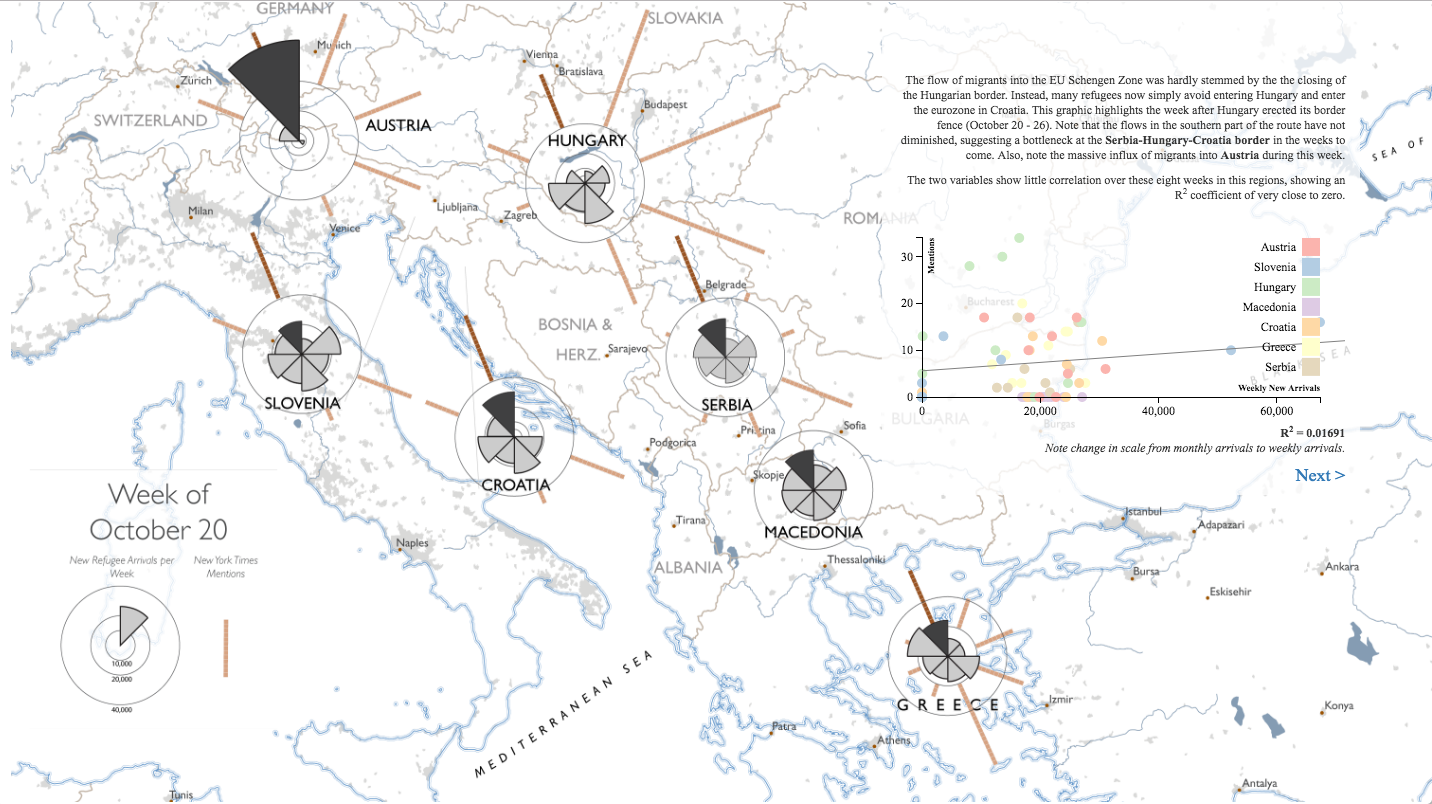 GERMANY
SLOVAKIA
Munich
Vienna
Bratislava
Zürich
Budapest
SWITZERLAND
AUSTRIA
HUNGARY
Milan
Ljubljana
Zagreb
Venice
ROMANIA
Belgrade
BOSNIA &
HERZ.
Sarajevo
SLOVENIA
SERBIA
Podgorica
Pristina
Sofia
CROATIA
Skopje
MACEDONIA
Tirana
Thessaloniki
ALBANIA
Naples
MEDITERRANEAN SEA
GREECE
Patra
Athens
Izmir
Istanbul
Adapazari
Bursa
Eskisehir
Ankara
Konya
Antalya
Tunis
SEA OF
BLACK SEA
Bucharest
BULGARIA
Burgas
The flow of migrants into the EU Schengen Zone was hardly stemmed by the the closing of
the Hungarian border. Instead, many refugees now simply avoid entering Hungary and enter
the eurozone in Croatia. This graphic highlights the week after Hungary erected its border
fence (October 20 - 26). Note that the flows in the southern part of the route have not
diminished, suggesting a bottleneck at the Serbia-Hungary-Croatia border in the weeks to
come. Also, note the massive influx of migrants into Austria during this week.
The two variables show little correlation over these eight weeks in this regions, showing an
R² coefficient of very close to zero.
Mentions
30
20
10
0
0
20,000
40,000
60,000
Weekly New Arrivals
Austria
Slovenia
Hungary
Macedonia
Croatia
Greece
Serbia
R² = 0.01691
Note change in scale from monthly arrivals to weekly arrivals.
Next >
Week of
October 20
New Refugee Arrivals per
Week
New York Times
Mentions
10,000
20,000
40,000